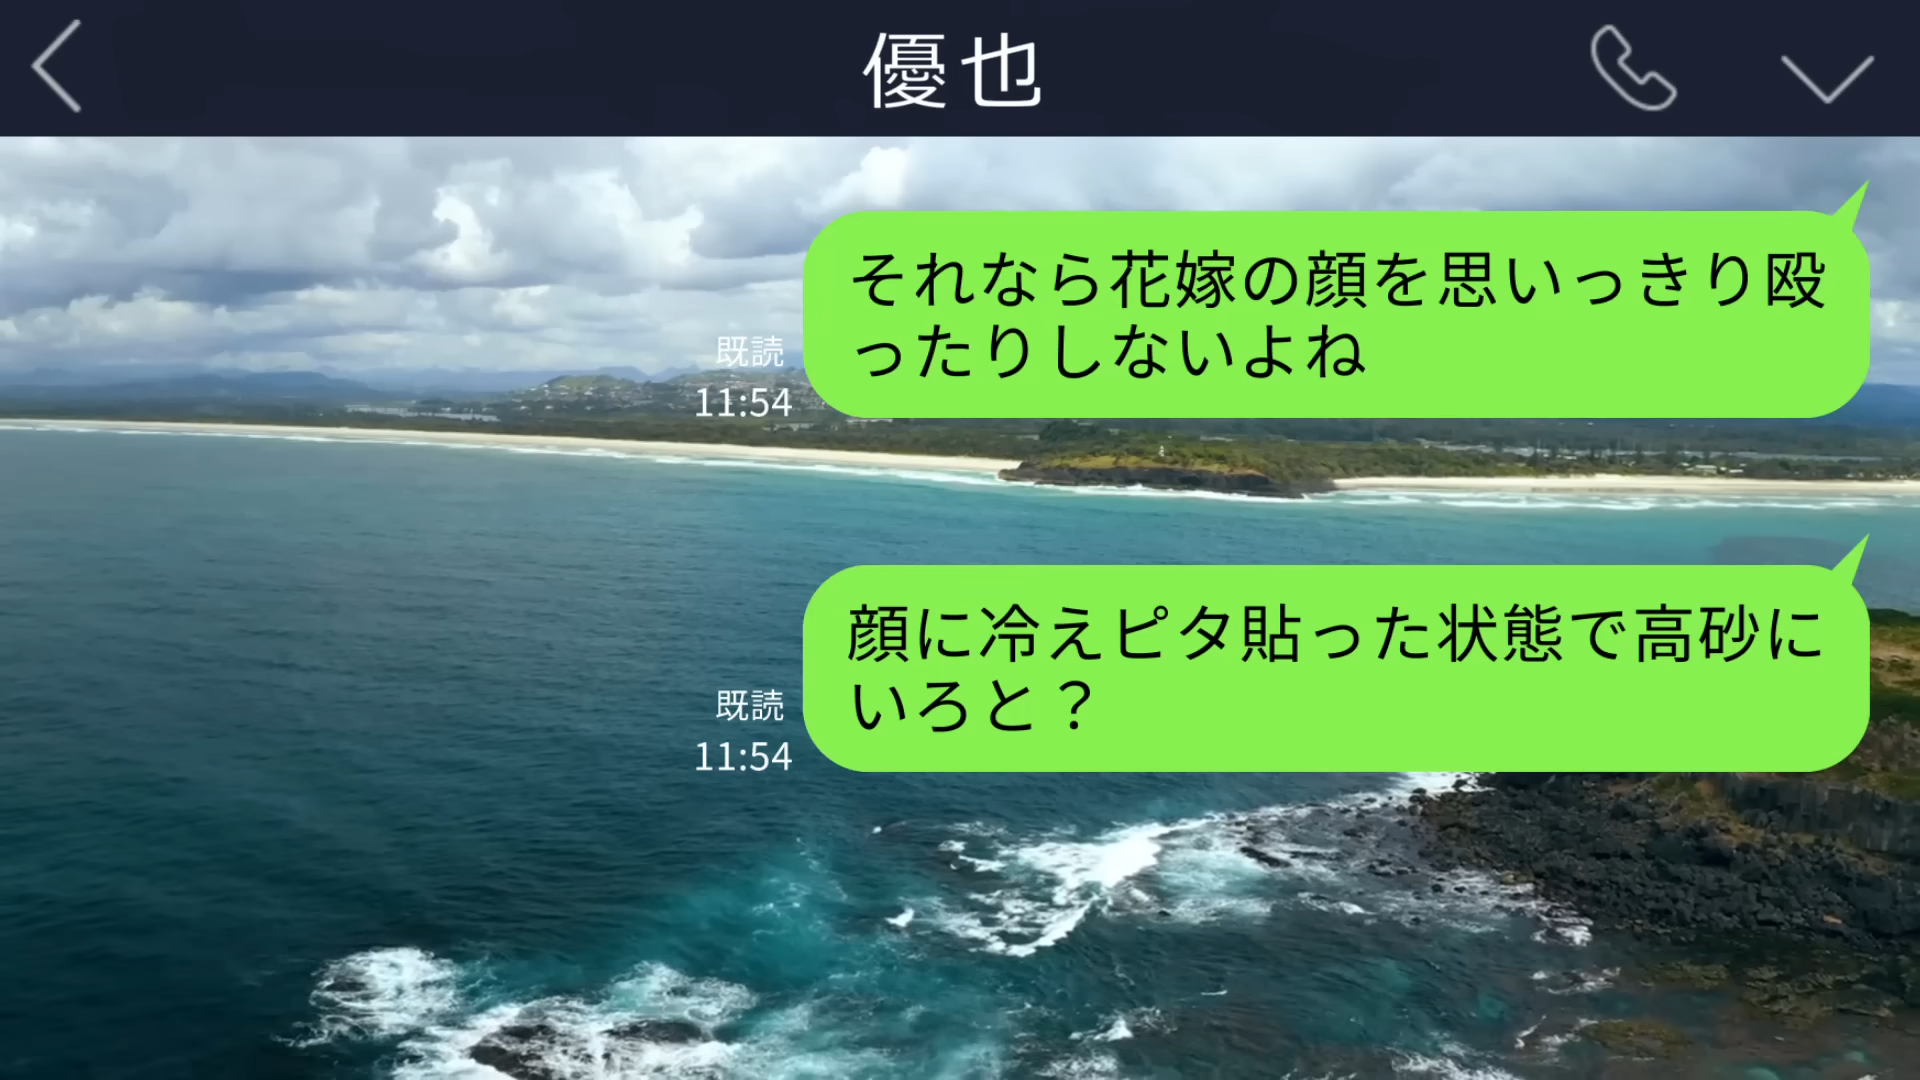 優也
それなら花嫁の顔を思いっきり殴
ったりしないよね
既読
11:54
顔に冷えピタ貼った状態で高砂に
いろと？
既読
11:54